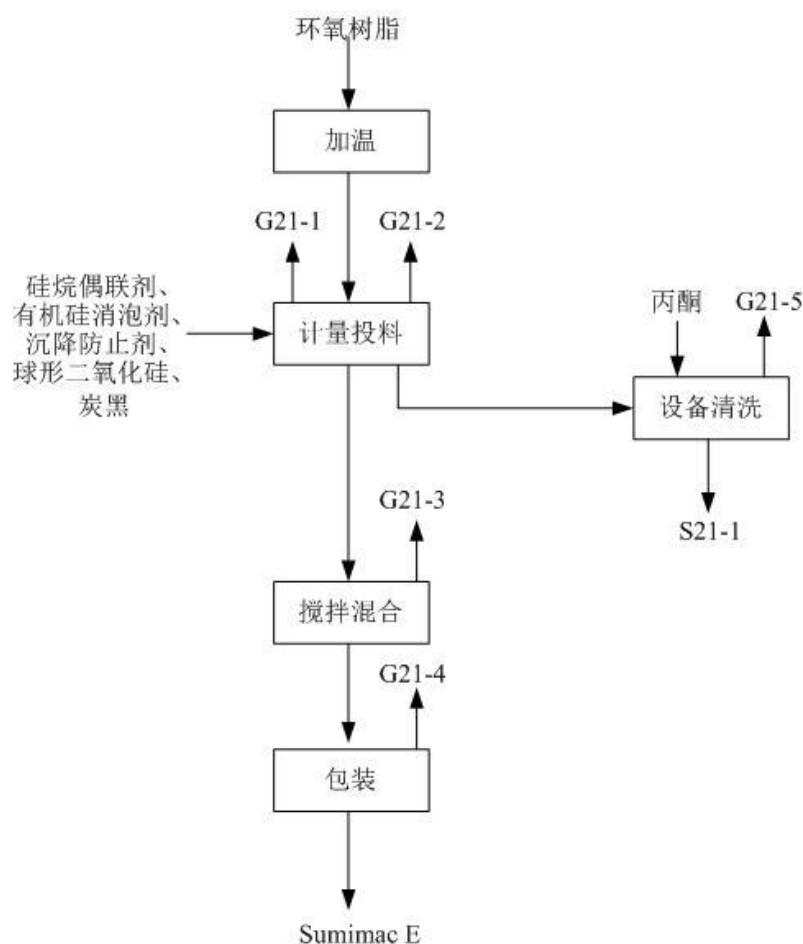 环氧树脂
加温
G21-1
G21-2
硅烷偶联剂、
有机硅消泡剂、
沉降防止剂、
球形二氧化硅、
炭黑
计量投料
丙酮
G21-5
设备清洗
S21-1
G21-3
搅拌混合
G21-4
包装
Sumimac E